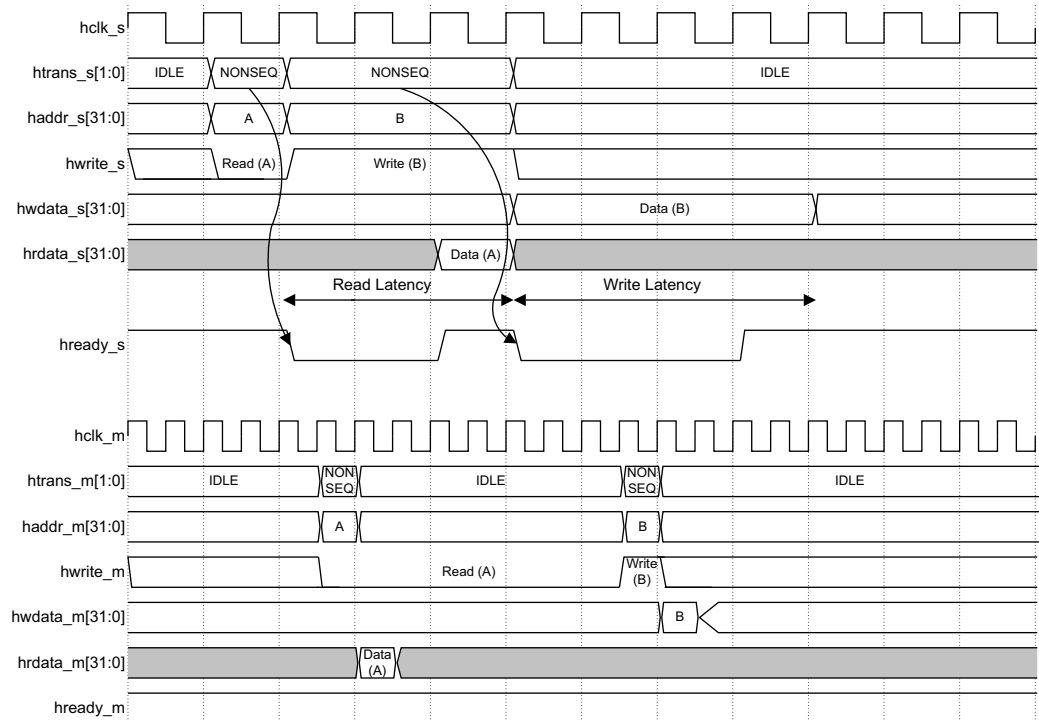 hclk_s
htrans_s[1:0] IDLE NONSEQ NONSEQ IDLE
haddr_s[31:0] A B
hwrite_s Read (A) Write (B)
hwdata_s[31:0] Data (B)
hrdata_s[31:0] Data (A)
Read Latency Write Latency
hready_s
hclk_m
htrans_m[1:0] IDLE NON SEQ IDLE NON SEQ IDLE
haddr_m[31:0] A B
hwrite_m Read (A) Write (B)
hwdata_m[31:0] B
hrdata_m[31:0] Data (A)
hready_m